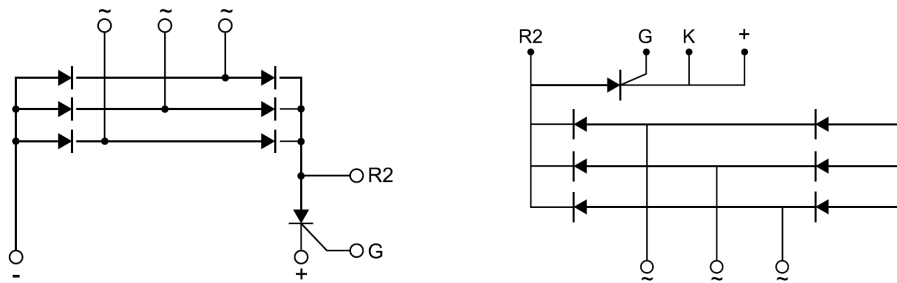 ~ ~ ~
R2
G
- +
R2 G K +
~ ~ ~